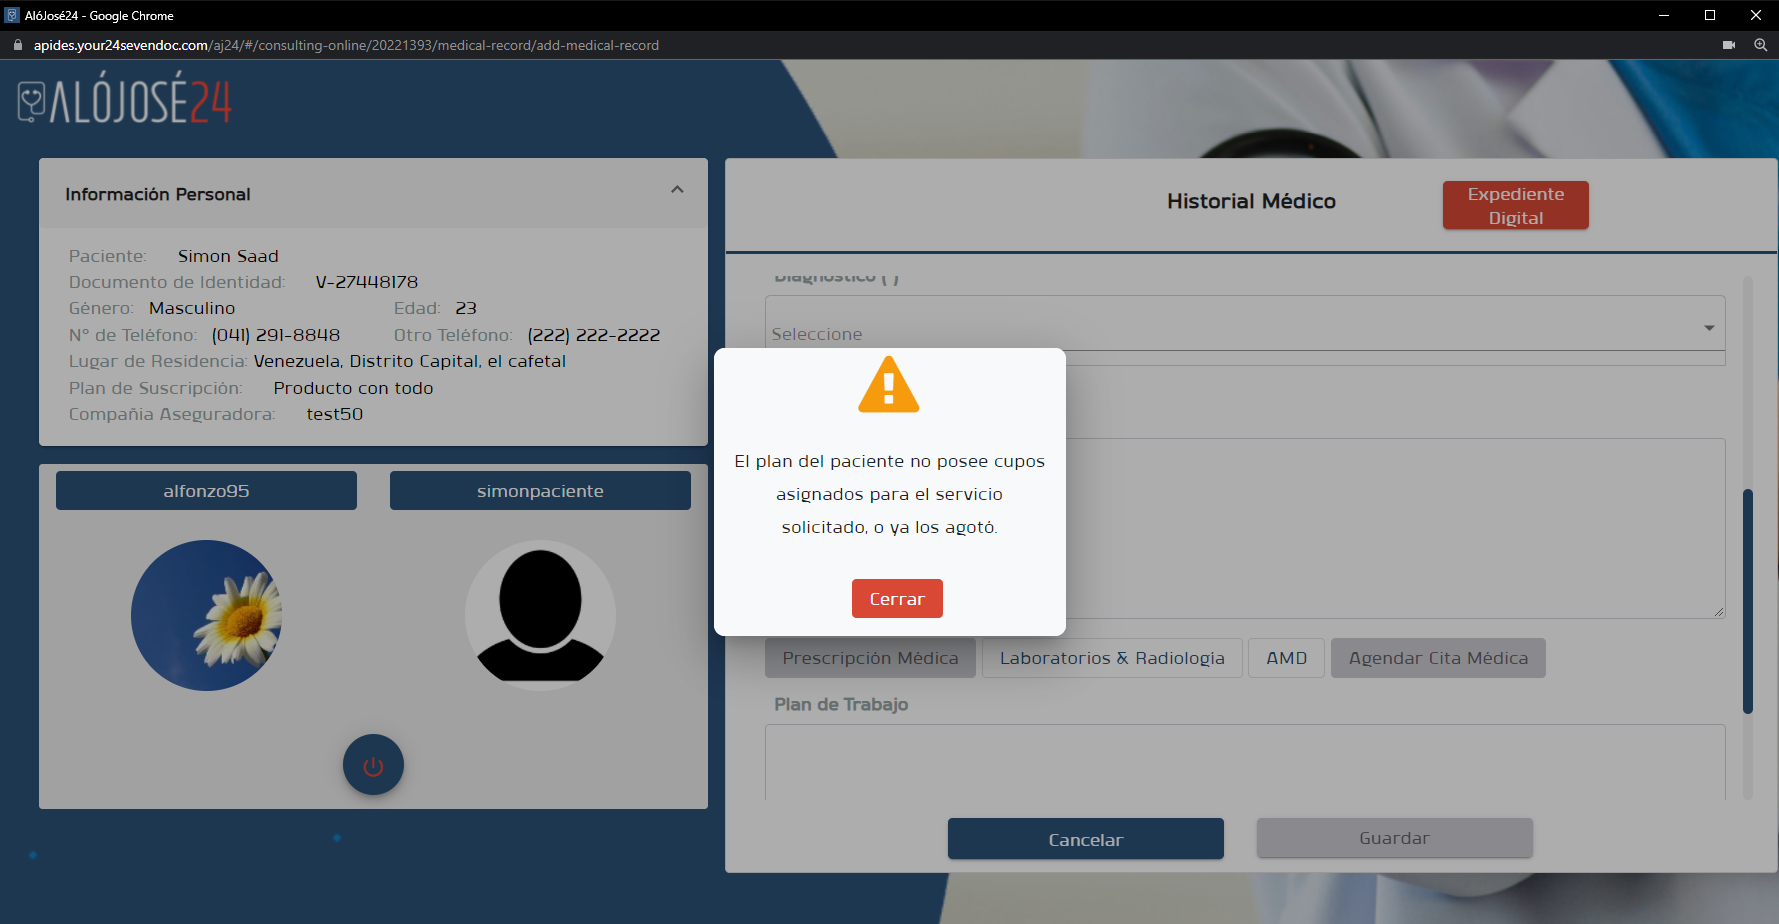 AlóJosé24 - Google Chrome
apides.your24sevendoc.com/aj24/#/consulting-online/20221393/medical-record/add-medical-record
ALÓJOSÉ24
Información Personal
Paciente: Simon Saad
Documento de Identidad: V-27448178
Género: Masculino Edad: 23
N° de Teléfono: (041) 291-8848 Otro Teléfono: (222) 222-2222
Lugar de Residencia: Venezuela, Distrito Capital, el cafetal
Plan de Suscripción: Producto con todo
Compañia Aseguradora: test50
alfonzo95
simonpaciente
Historial Médico
Expediente
Digital
Diagnóstico (*)
Seleccione
El plan del paciente no posee cupos
asignados para el servicio
solicitado, o ya los agotó.
Cerrar
Prescripción Médica
Laboratorios & Radiología
AMD
Agendar Cita Médica
Plan de Trabajo
Cancelar
Guardar